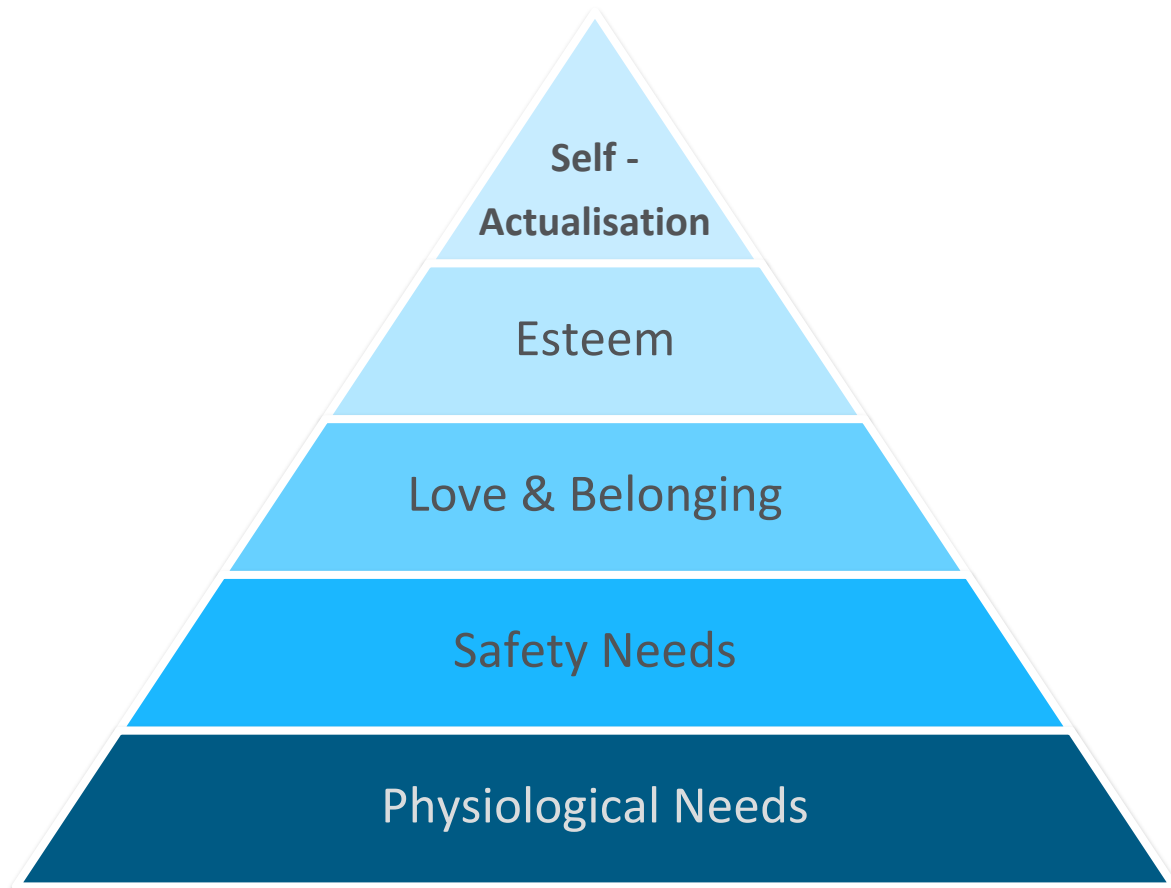 Self -
Actualisation
Esteem
Love & Belonging
Safety Needs
Physiological Needs